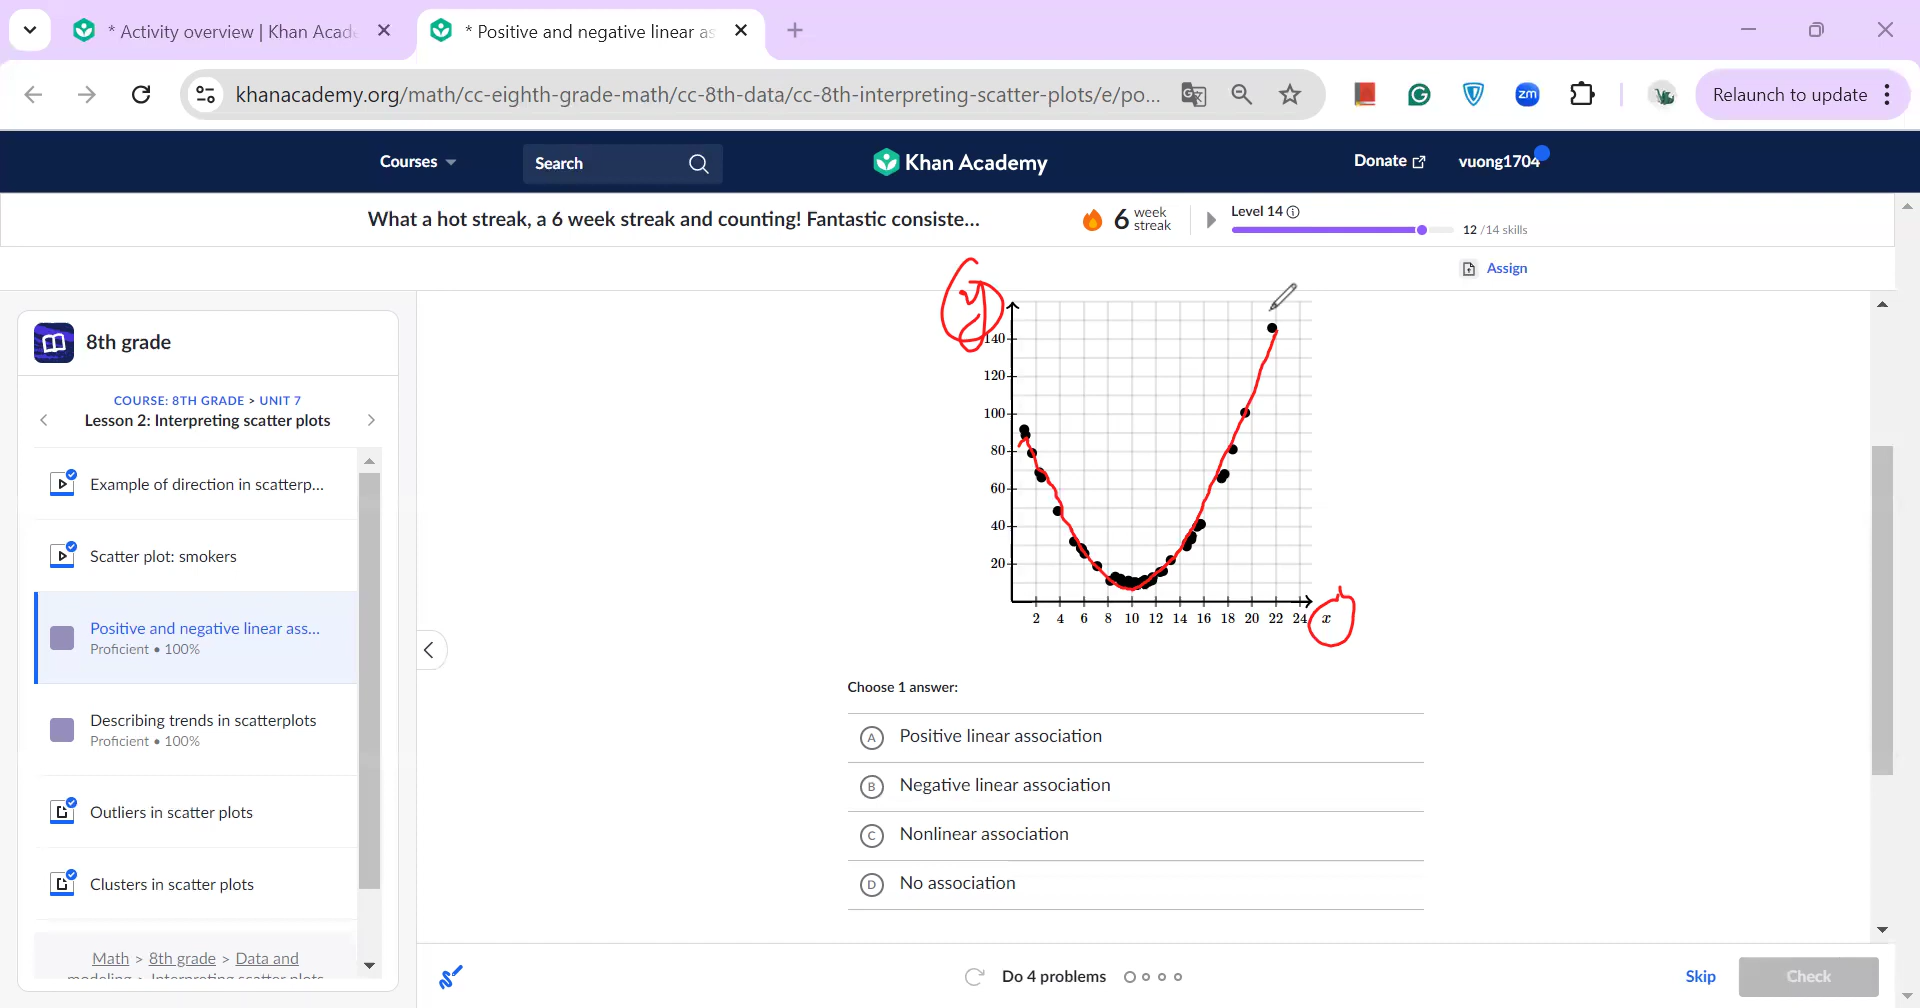 * Activity overview | Khan Acade
* Positive and negative linear as
khanacademy.org/math/cc-eighth-grade-math/cc-8th-data/cc-8th-interpreting-scatter-plots/e/po...
zm
Relaunch to update
Courses
Search
Khan Academy
Donate
vuong1704
What a hot streak, a 6 week streak and counting! Fantastic consiste...
6 week streak
Level 14
12 /14 skills
Assign
8th grade
COURSE: 8TH GRADE > UNIT 7
Lesson 2: Interpreting scatter plots
Example of direction in scatterp...
Scatter plot: smokers
Positive and negative linear ass...
Proficient • 100%
Describing trends in scatterplots
Proficient • 100%
Outliers in scatter plots
Clusters in scatter plots
Math > 8th grade > Data and
modeling > Interpreting scatter plots
y
140
120
100
80
60
40
20
2 4 6 8 10 12 14 16 18 20 22 24 x
Choose 1 answer:
A Positive linear association
B Negative linear association
C Nonlinear association
D No association
Do 4 problems
Skip
Check